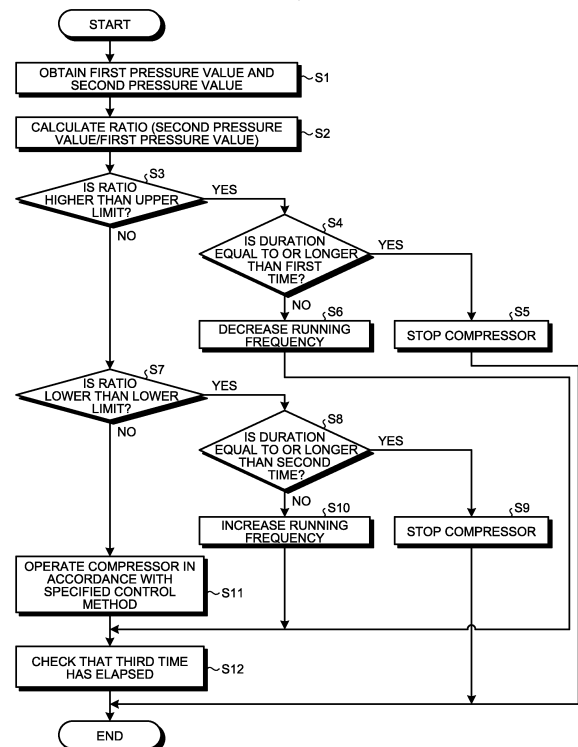 START
OBTAIN FIRST PRESSURE VALUE AND
SECOND PRESSURE VALUE
S1
CALCULATE RATIO (SECOND PRESSURE
VALUE/FIRST PRESSURE VALUE)
S2
S3
IS RATIO
HIGHER THAN UPPER
LIMIT?
YES
NO
S4
IS DURATION
EQUAL TO OR LONGER
THAN FIRST
TIME?
YES
NO
S6
DECREASE RUNNING
FREQUENCY
S5
STOP COMPRESSOR
S7
IS RATIO
LOWER THAN LOWER
LIMIT?
YES
NO
S8
IS DURATION
EQUAL TO OR LONGER
THAN SECOND
TIME?
YES
NO
S10
INCREASE RUNNING
FREQUENCY
S9
STOP COMPRESSOR
OPERATE COMPRESSOR IN
ACCORDANCE WITH
SPECIFIED CONTROL
METHOD
S11
CHECK THAT THIRD TIME
HAS ELAPSED
S12
END